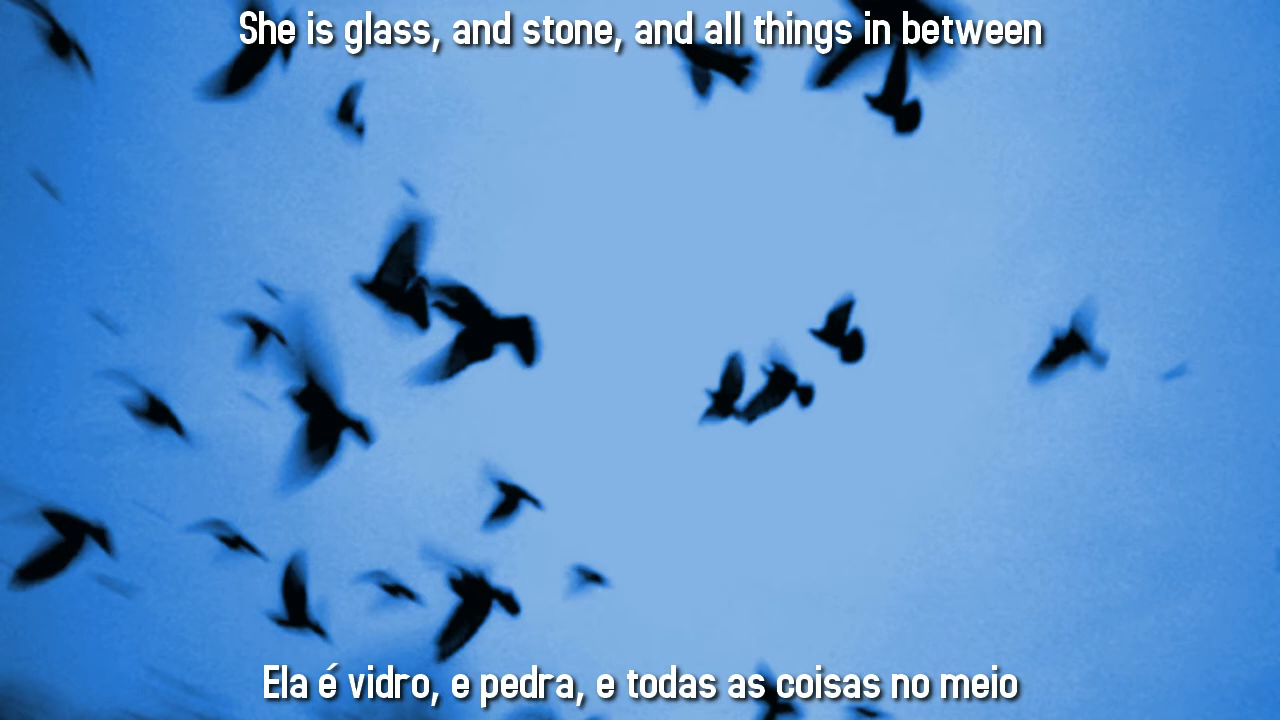 She is glass, and stone, and all things in between
Ela é vidro, e pedra, e todas as coisas no meio